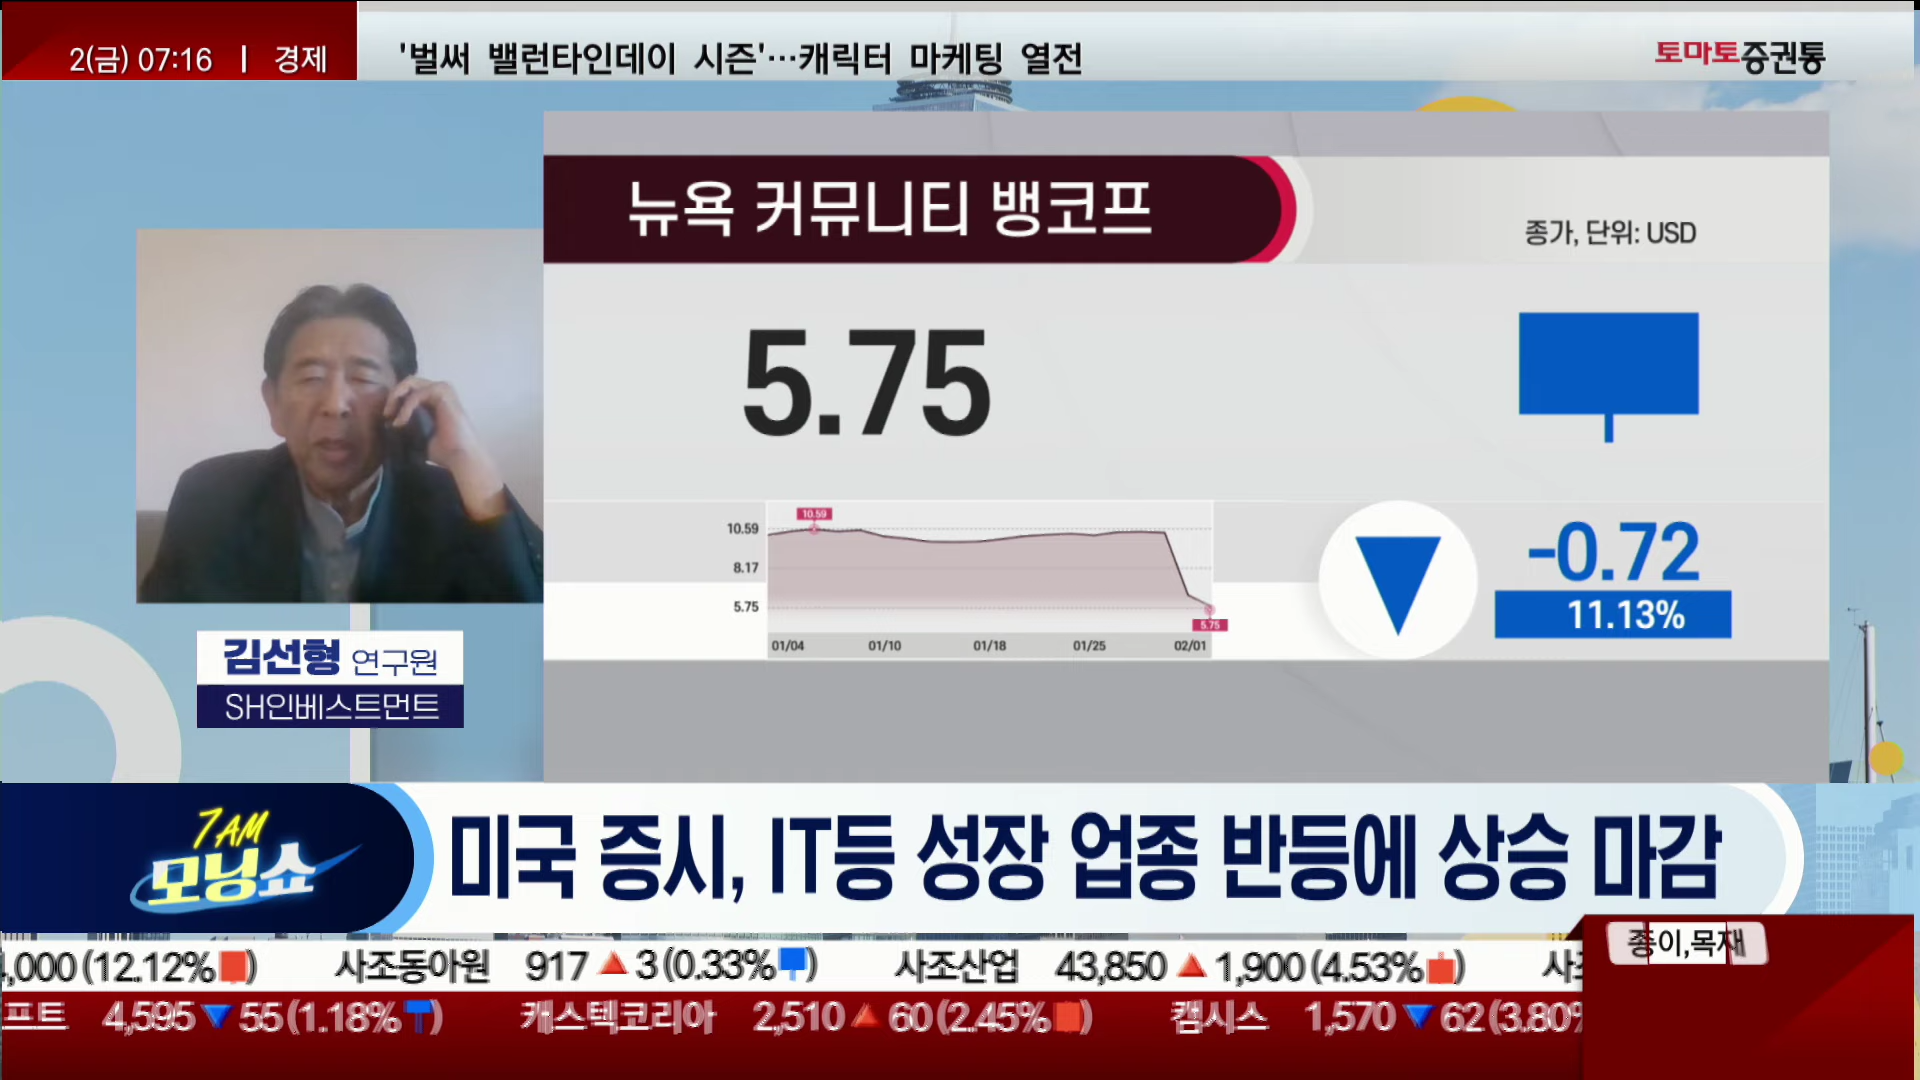 2(금) 07:16 | 경제
'벌써 밸런타인데이 시즌'…캐릭터 마케팅 열전
토마토증권통
뉴욕 커뮤니티 뱅코프
종가, 단위: USD
5.75
10.59
10.59
8.17
5.75
5.75
01/04 01/10 01/18 01/25 02/01
-0.72
11.13%
김선형 연구원
SH인베스트먼트
7AM
모닝쇼
미국 증시, IT등 성장 업종 반등에 상승 마감
,000(12.12%) 사조동아원 917▲3(0.33%) 사조산업 43,850▲1,900(4.53%) 사조
종이,목재
프트 4,595▼55(1.18%) 캐스텍코리아 2,510▲60(2.45%) 캠시스 1,570▼62(3.80%